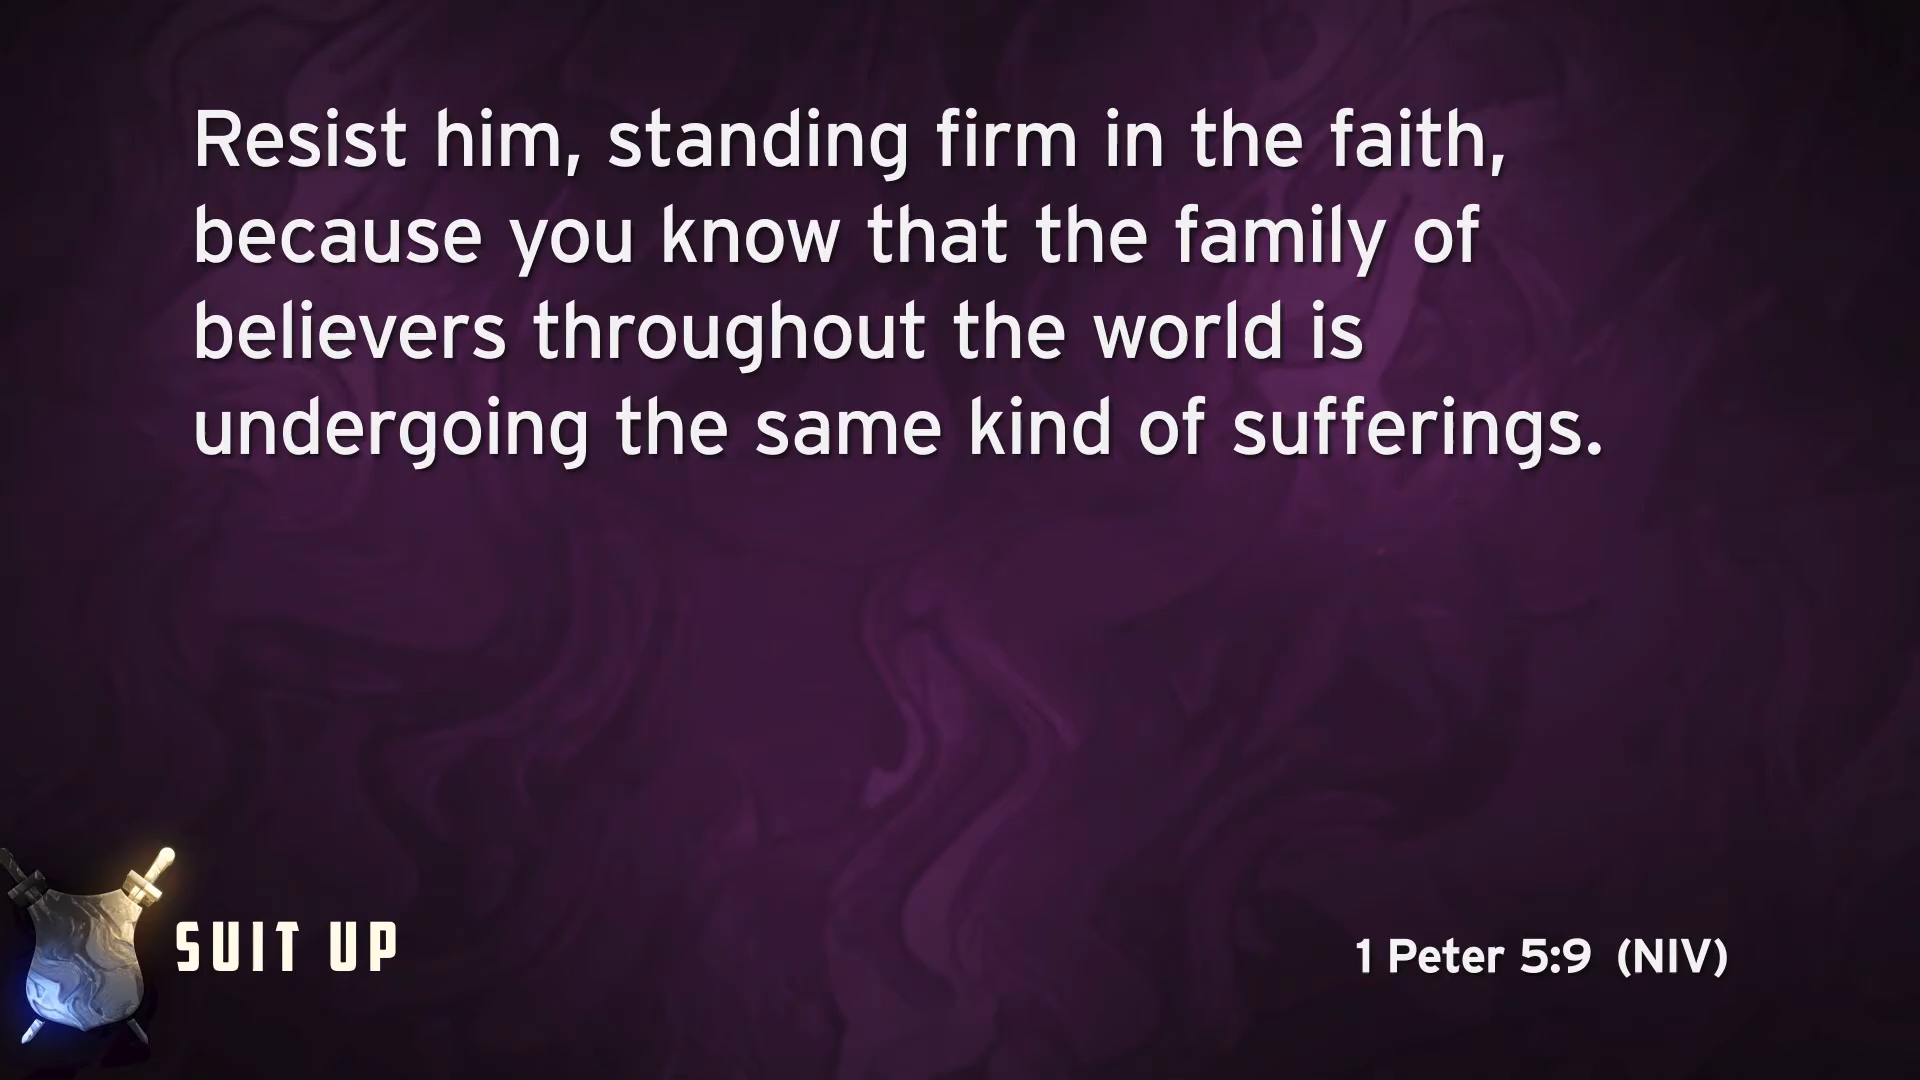 Resist him, standing firm in the faith,
because you know that the family of
believers throughout the world is
undergoing the same kind of sufferings.
SUIT UP
1 Peter 5:9 (NIV)